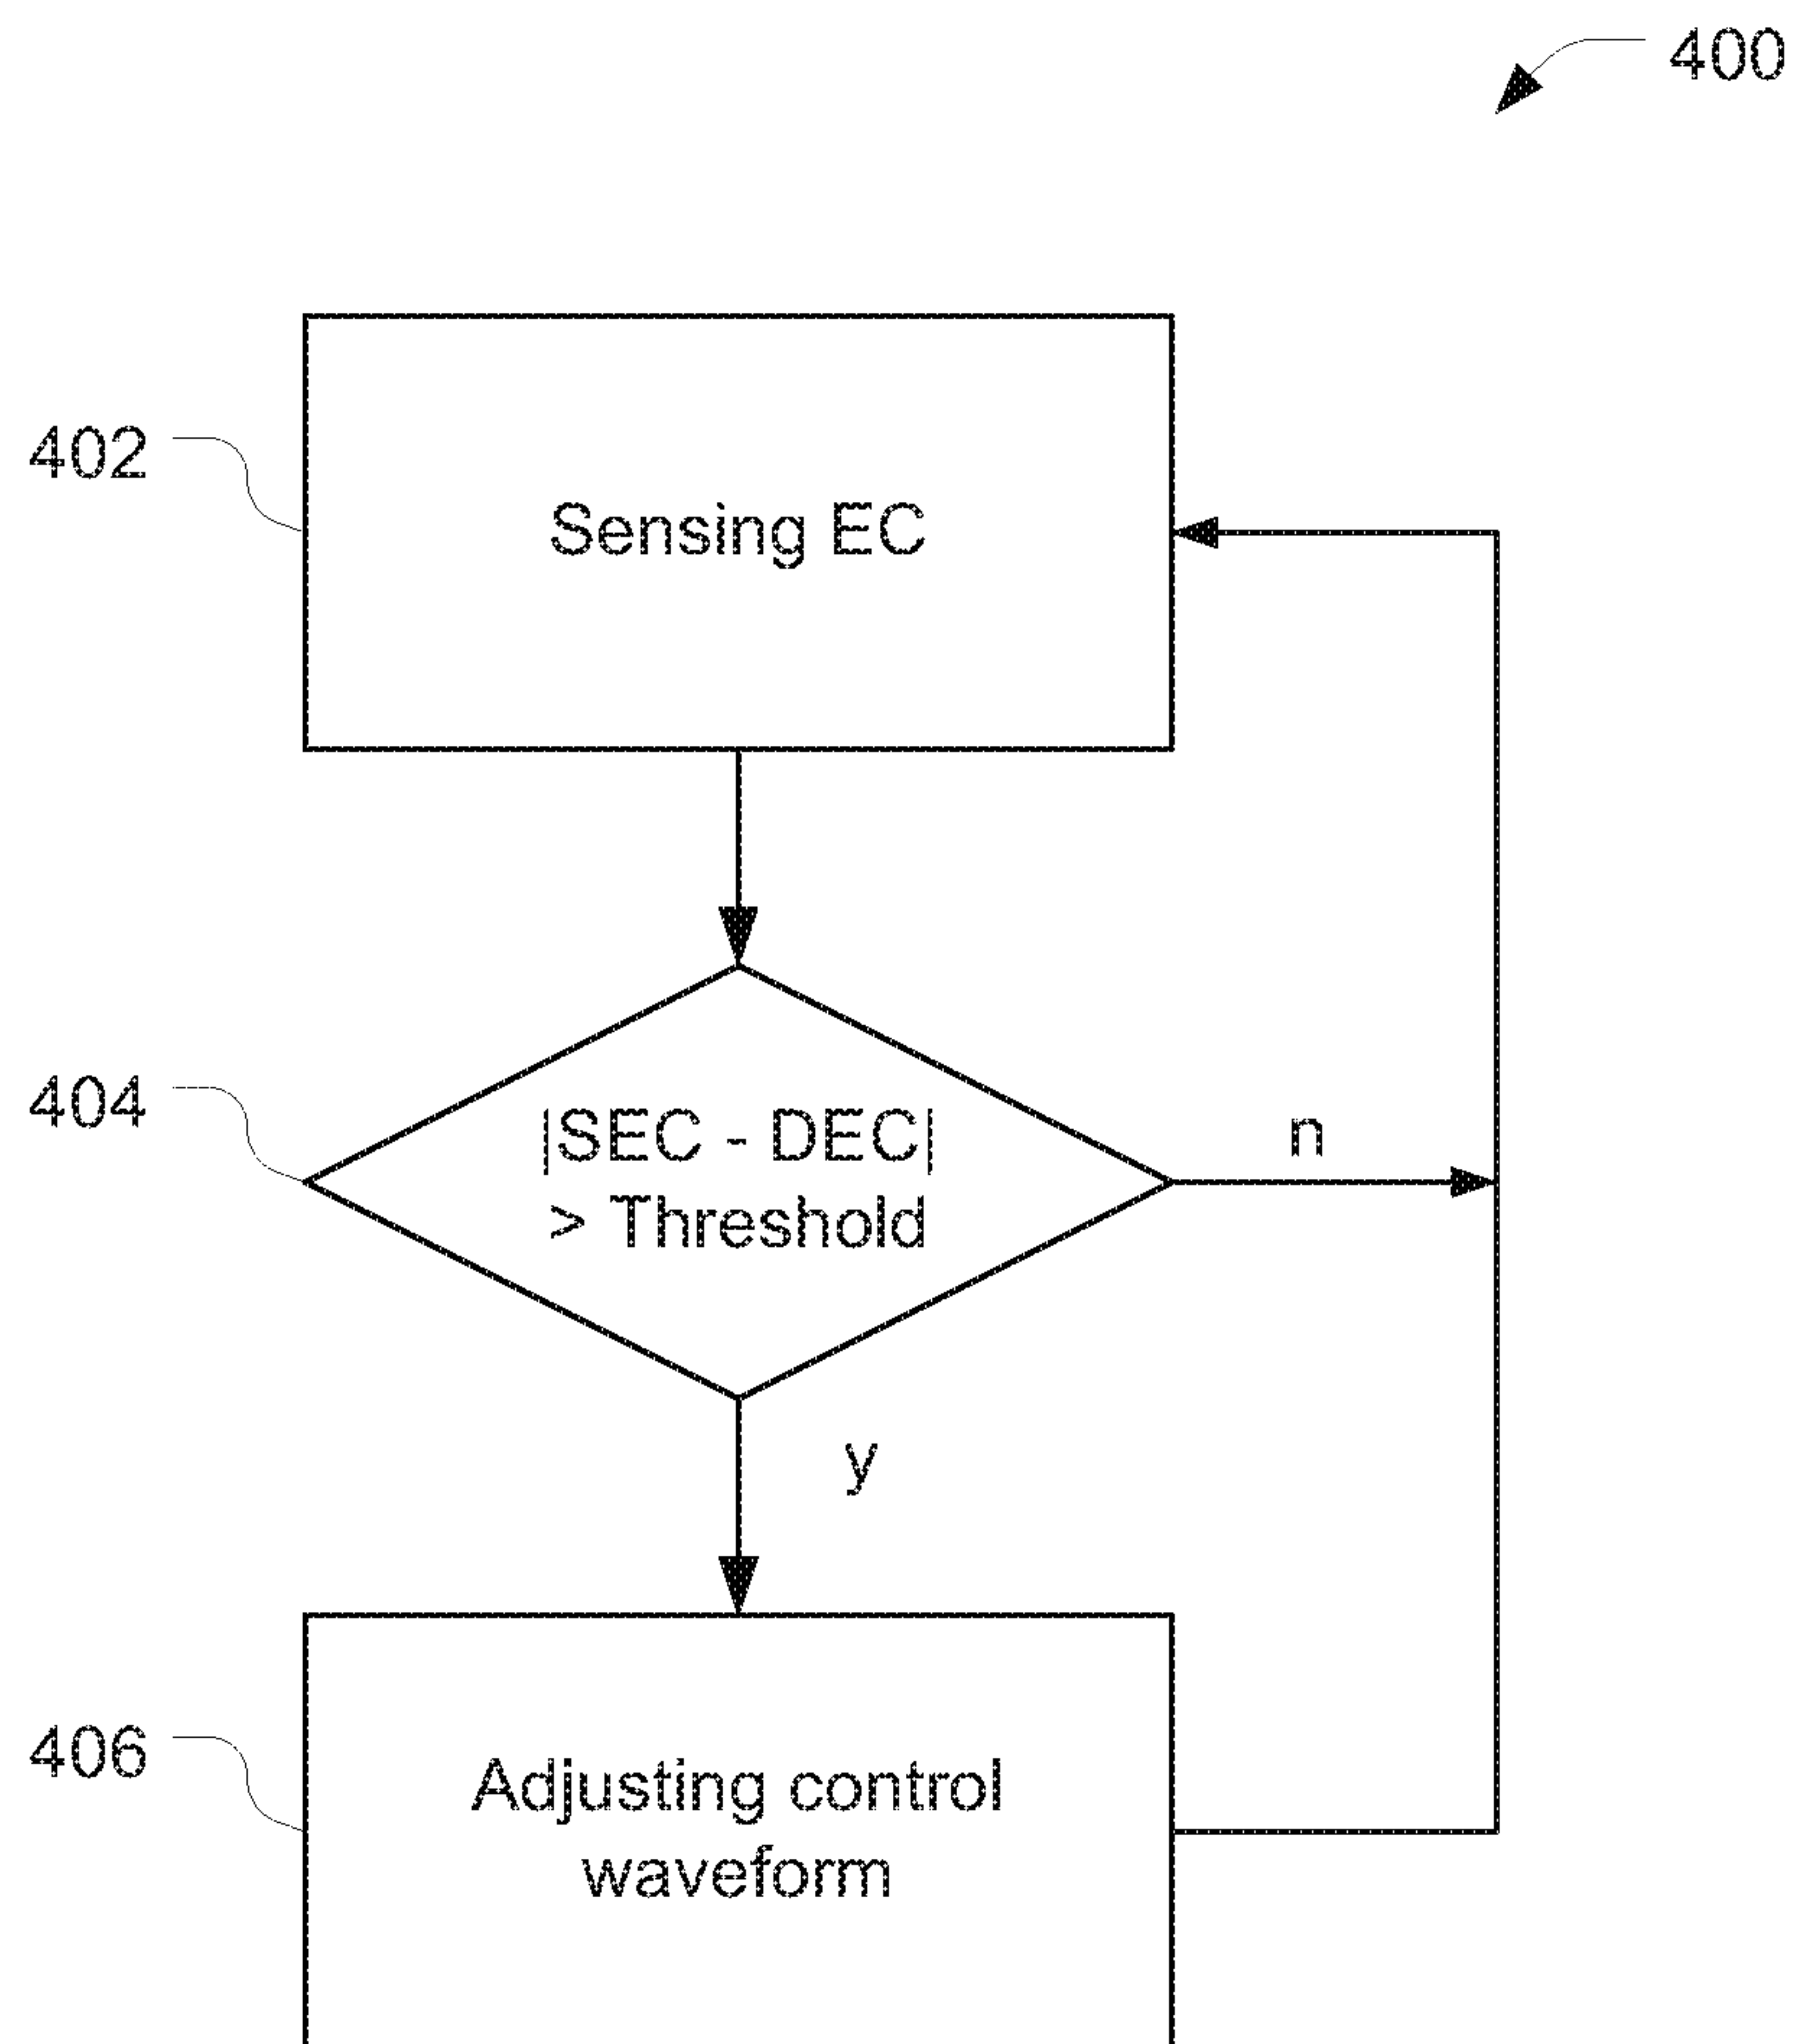 400
402
Sensing EC
404
|SEC - DEC|
> Threshold
n
y
406
Adjusting control
waveform